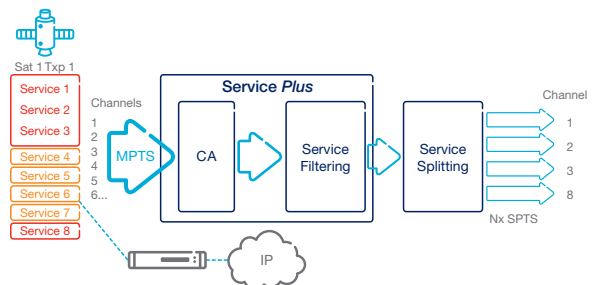 Sat 1 Txp 1
Service 1
Service 2
Service 3
Service 4
Service 5
Service 6
Service 7
Service 8
Channels
1
2
3
4
5
6...
MPTS
Service Plus
CA
Service
Filtering
Service
Splitting
Channel
1
2
3
8
Nx SPTS
IP